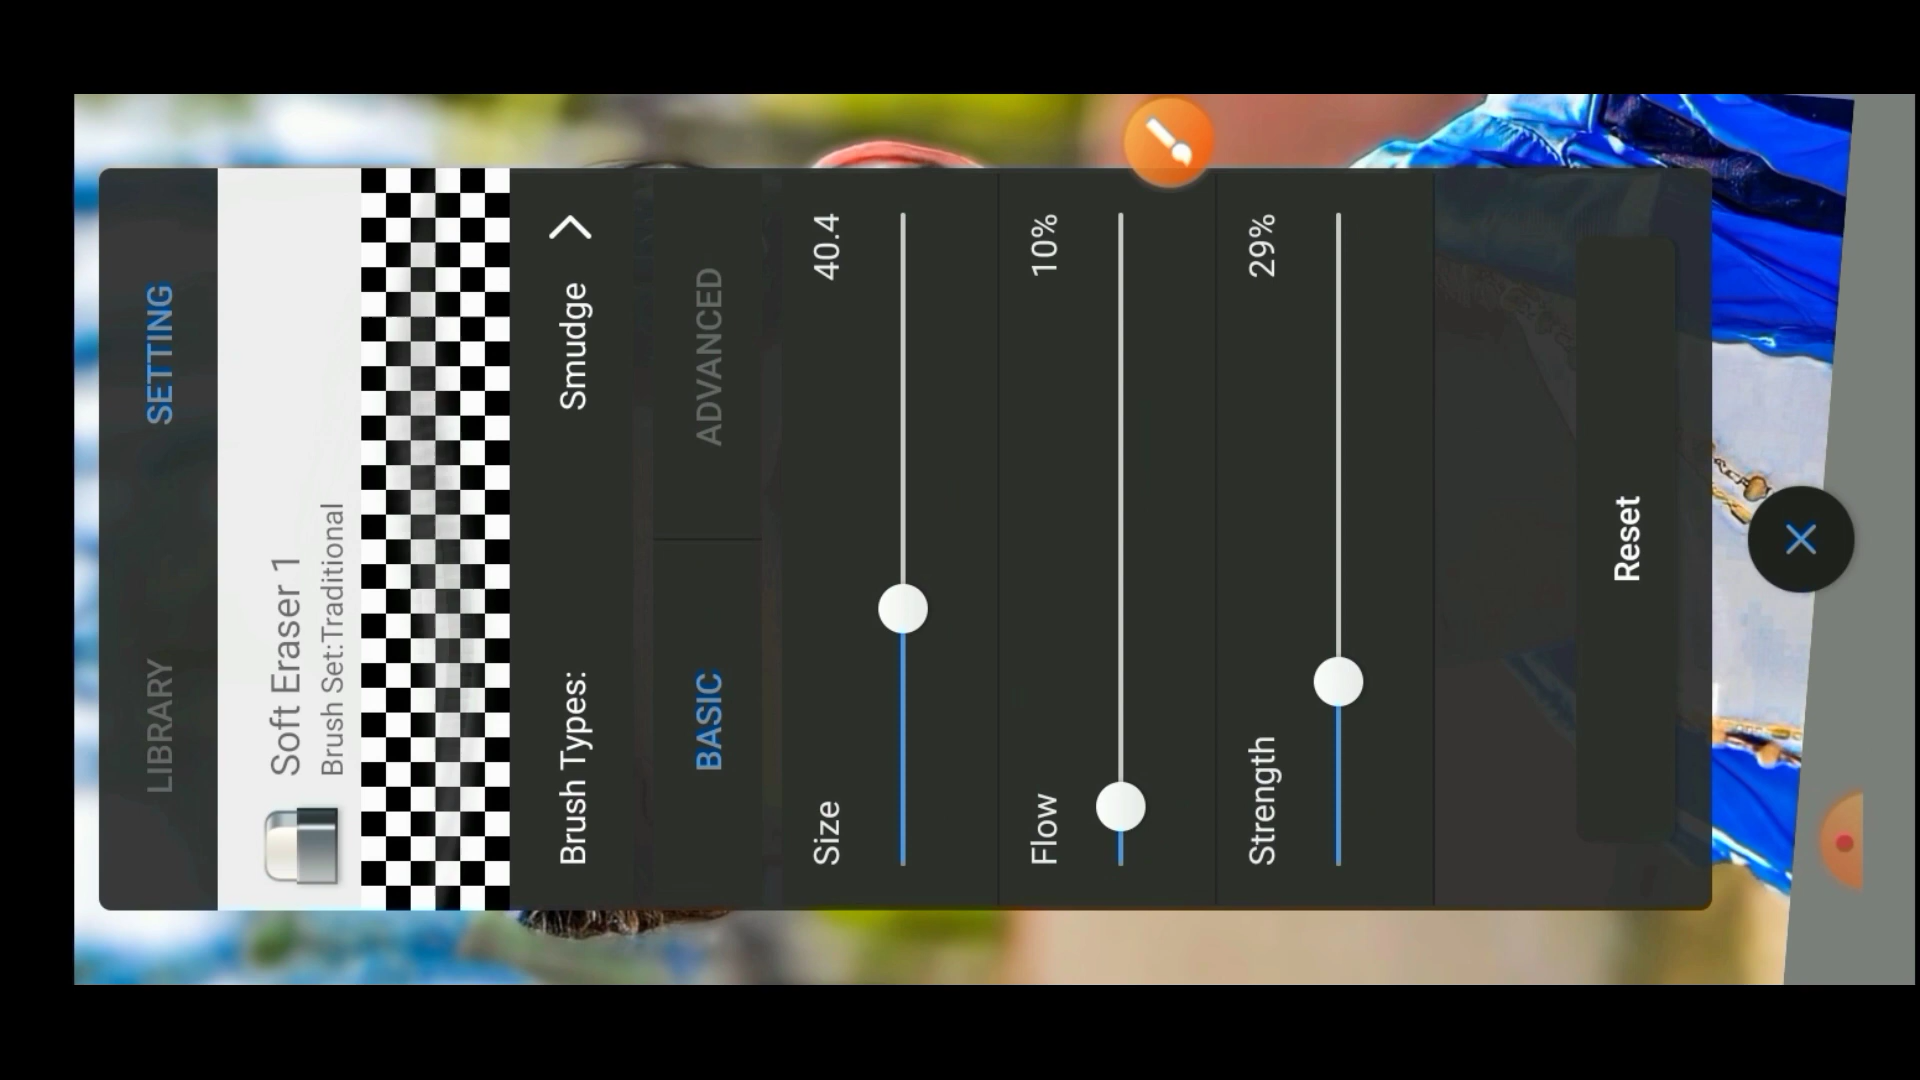 LIBRARY SETTING
Soft Eraser 1
Brush Set:Traditional
Brush Types: Smudge
BASIC ADVANCED
Size 40.4
Flow 10%
Strength 29%
Reset